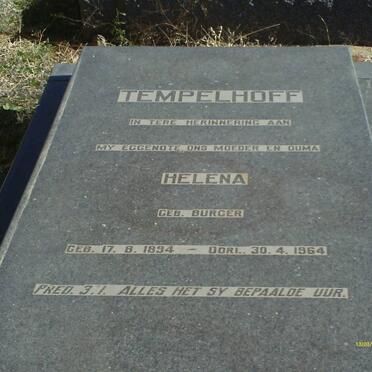 TEMPELHOFF
IN TERE HERINNERING AAN
MY EGGENOTE, ONS MOEDER EN OUMA
HELENA
GEB. BURGER
GEB. 17. 8. 1894 — OORL. 30. 4. 1964
PRED. 3:1. ALLES HET SY BEPAALDE UUR.